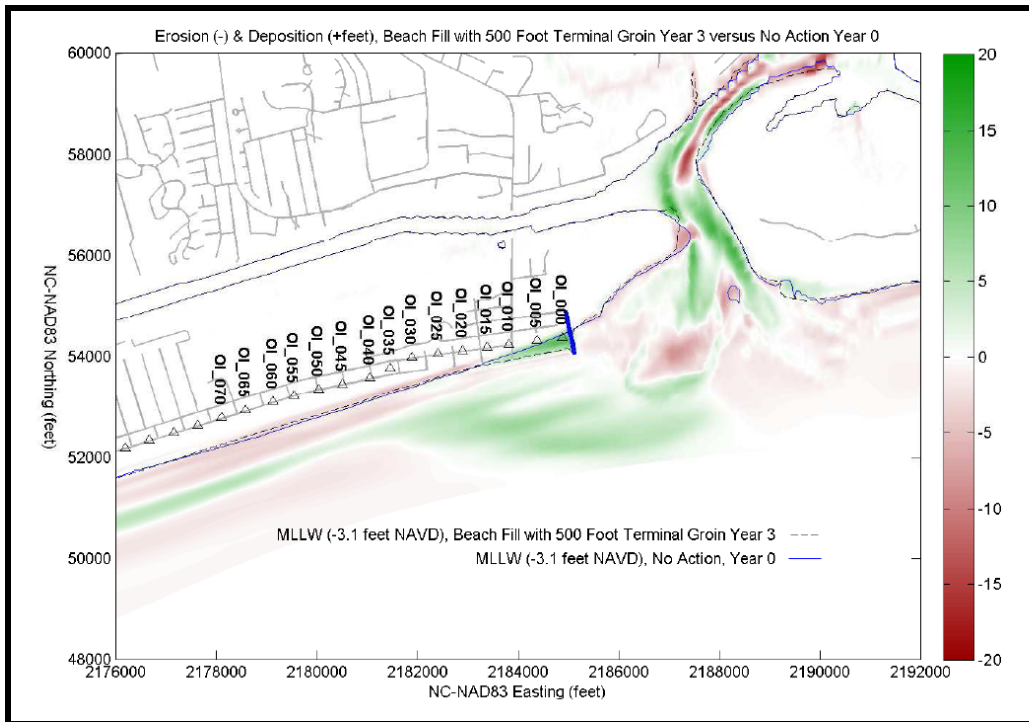 Erosion (-) & Deposition (+feet), Beach Fill with 500 Foot Terminal Groin Year 3 versus No Action Year 0
60000
58000
56000
54000
52000
50000
48000
NC-NAD83 Northing (feet)
OI_070
OI_065
OI_060
OI_055
OI_050
OI_045
OI_040
OI_035
OI_030
OI_025
OI_020
OI_015
OI_010
OI_005
OI_000
MLLW (-3.1 feet NAVD), Beach Fill with 500 Foot Terminal Groin Year 3
MLLW (-3.1 feet NAVD), No Action, Year 0
2176000 2178000 2180000 2182000 2184000 2186000 2188000 2190000 2192000
NC-NAD83 Easting (feet)
20
15
10
5
0
-5
-10
-15
-20